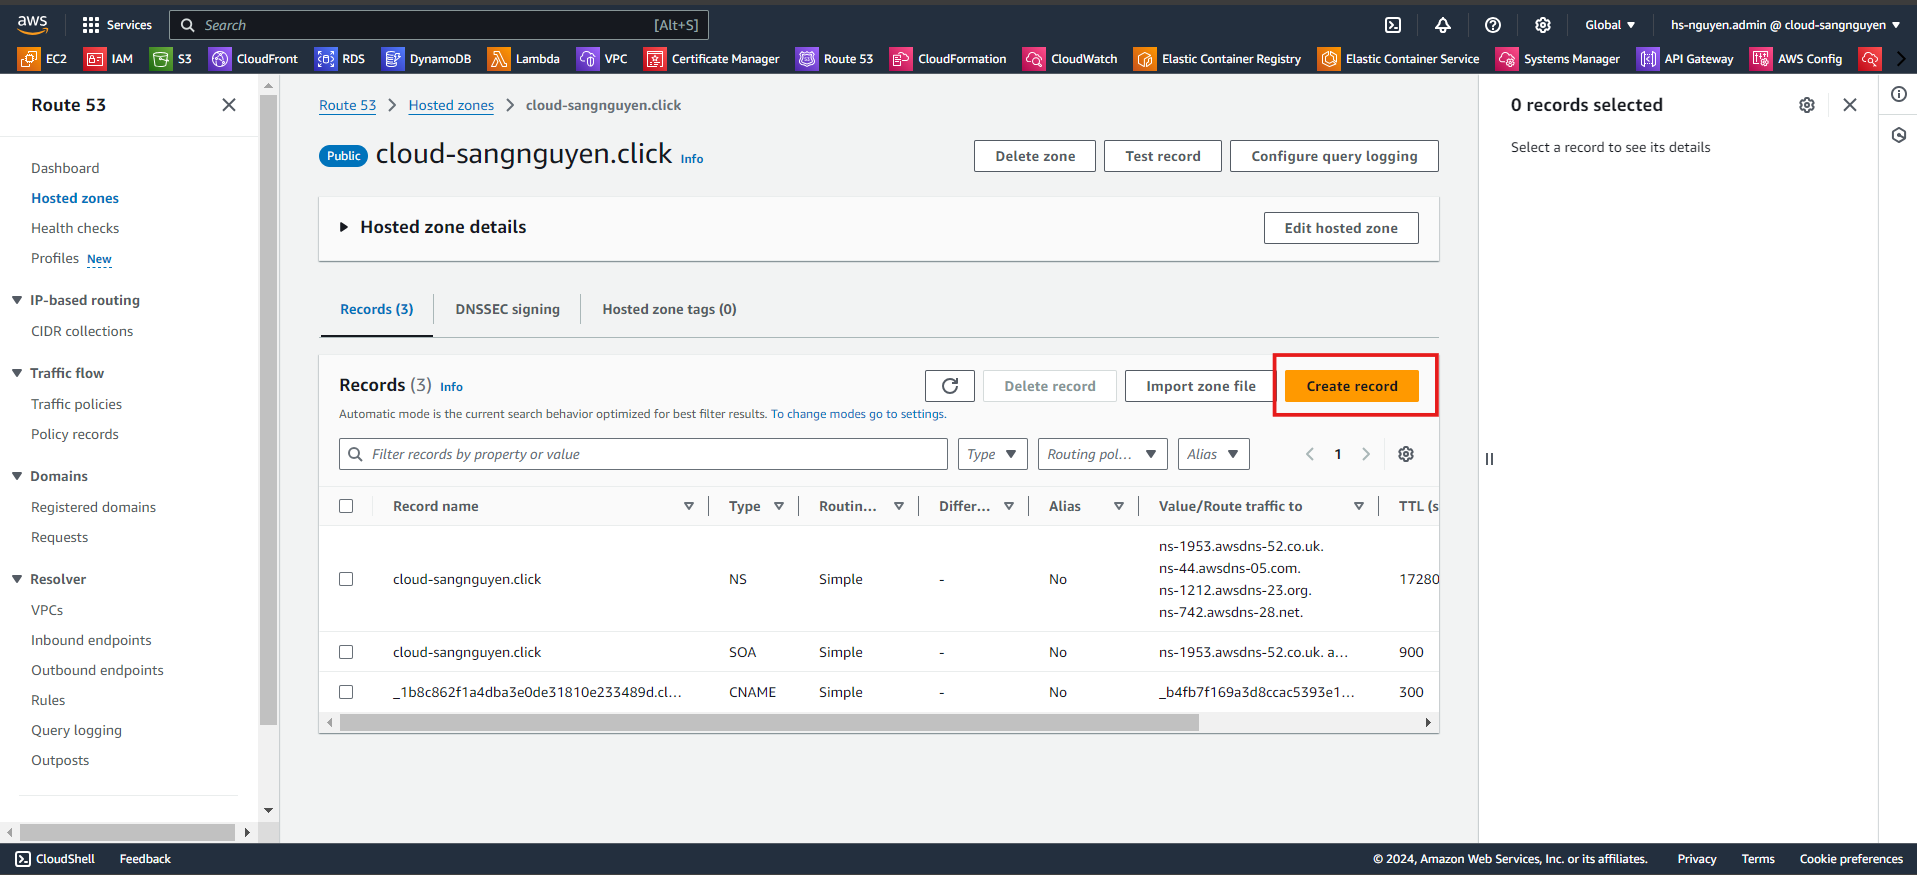 aws
Services
Search
[Alt+S]
Global
hs-nguyen.admin @ cloud-sangnguyen
EC2
IAM
S3
CloudFront
RDS
DynamoDB
Lambda
VPC
Certificate Manager
Route 53
CloudFormation
CloudWatch
Elastic Container Registry
Elastic Container Service
Systems Manager
API Gateway
AWS Config
Route 53
Dashboard
Hosted zones
Health checks
Profiles New
IP-based routing
CIDR collections
Traffic flow
Traffic policies
Policy records
Domains
Registered domains
Requests
Resolver
VPCs
Inbound endpoints
Outbound endpoints
Rules
Query logging
Outposts
Route 53 > Hosted zones > cloud-sangnguyen.click
Public cloud-sangnguyen.click Info
Delete zone
Test record
Configure query logging
Hosted zone details
Edit hosted zone
Records (3)
DNSSEC signing
Hosted zone tags (0)
Records (3) Info
Delete record
Import zone file
Create record
Automatic mode is the current search behavior optimized for best filter results. To change modes go to settings.
Filter records by property or value
Type
Routing pol...
Alias
1
Record name Type Routin... Differ... Alias Value/Route traffic to TTL (s
cloud-sangnguyen.click NS Simple - No
ns-1953.awsdns-52.co.uk.
ns-44.awsdns-05.com.
ns-1212.awsdns-23.org.
ns-742.awsdns-28.net.
17280
cloud-sangnguyen.click SOA Simple - No ns-1953.awsdns-52.co.uk. a... 900
_1b8c862f1a4dba3e0de31810e233489d.cl... CNAME Simple - No _b4fb7f169a3d8ccac5393e1... 300
0 records selected
Select a record to see its details
CloudShell
Feedback
© 2024, Amazon Web Services, Inc. or its affiliates.
Privacy
Terms
Cookie preferences